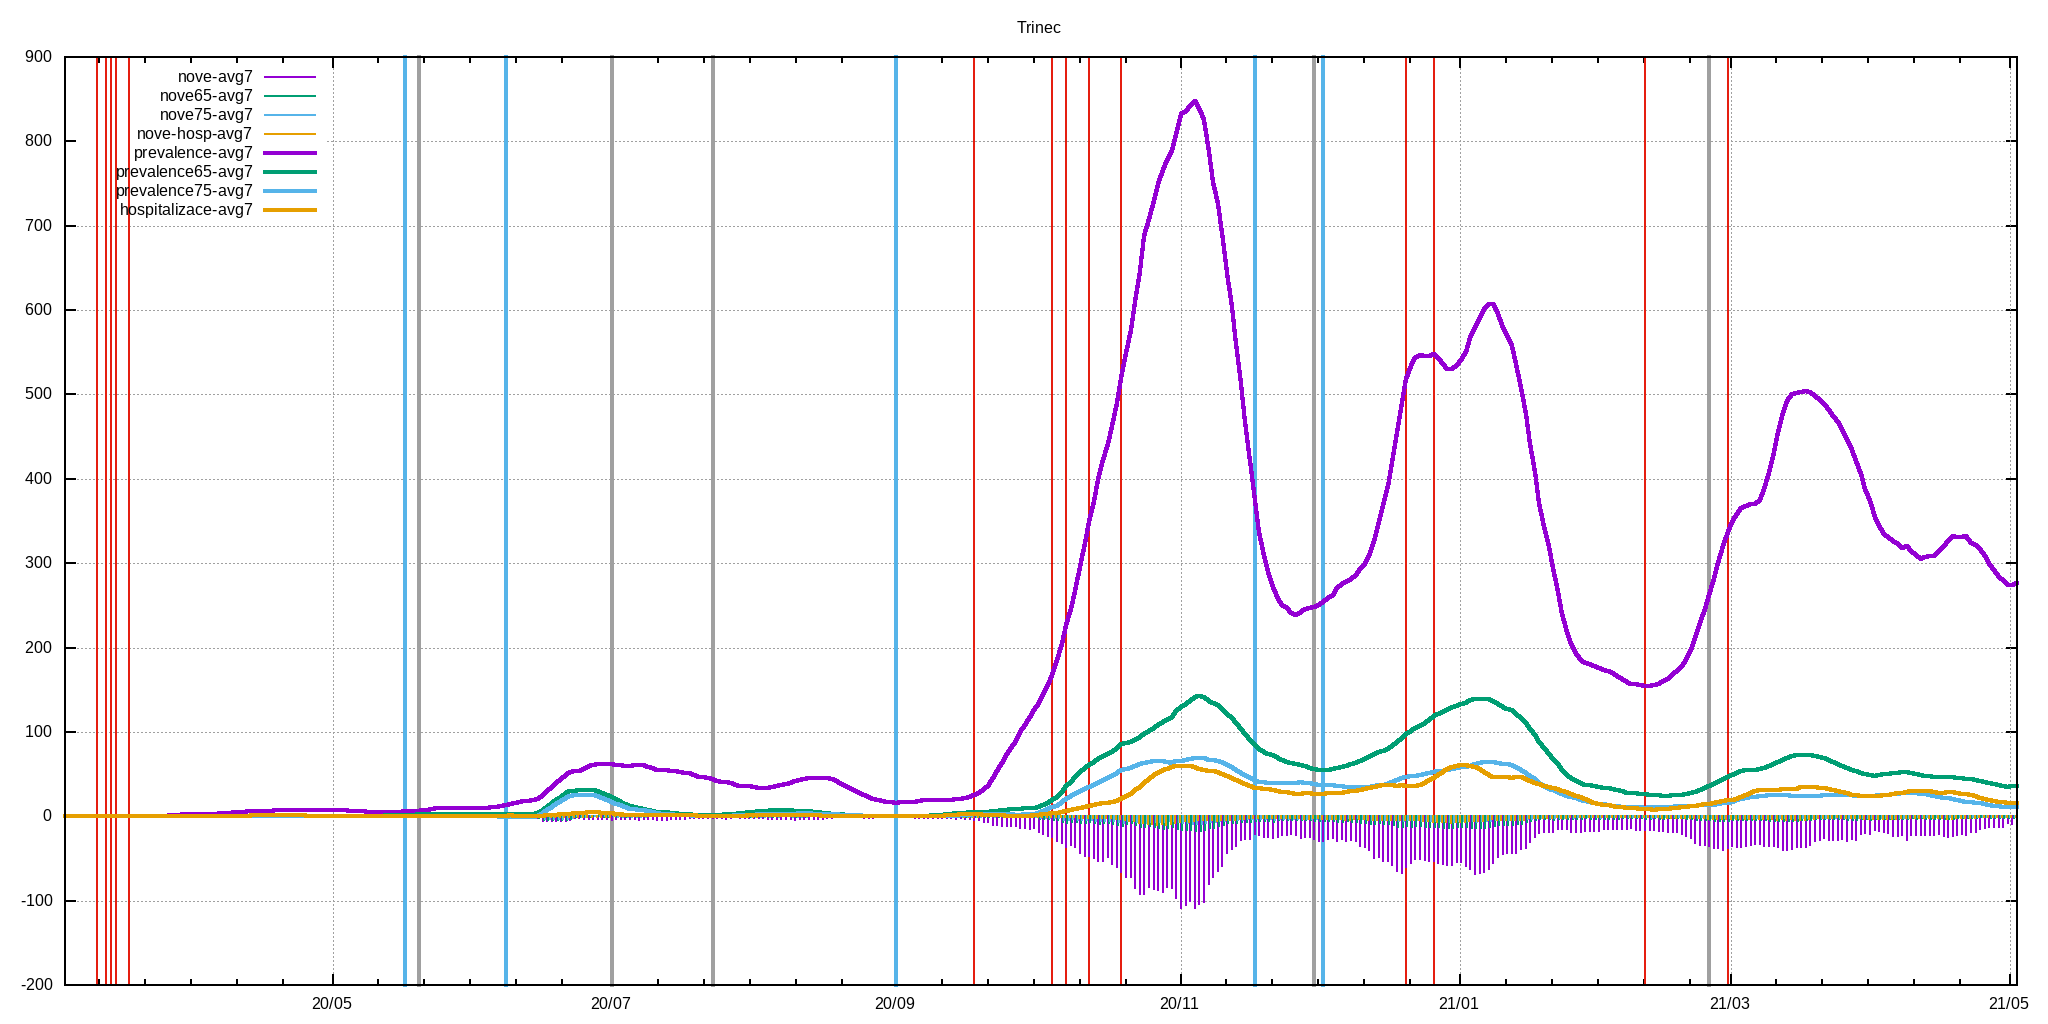 Trinec
900
800
700
600
500
400
300
200
100
0
-100
-200
nove-avg7
nove65-avg7
nove75-avg7
nove-hosp-avg7
prevalence-avg7
prevalence65-avg7
prevalence75-avg7
hospitalizace-avg7
20/05 20/07 20/09 20/11 21/01 21/03 21/05